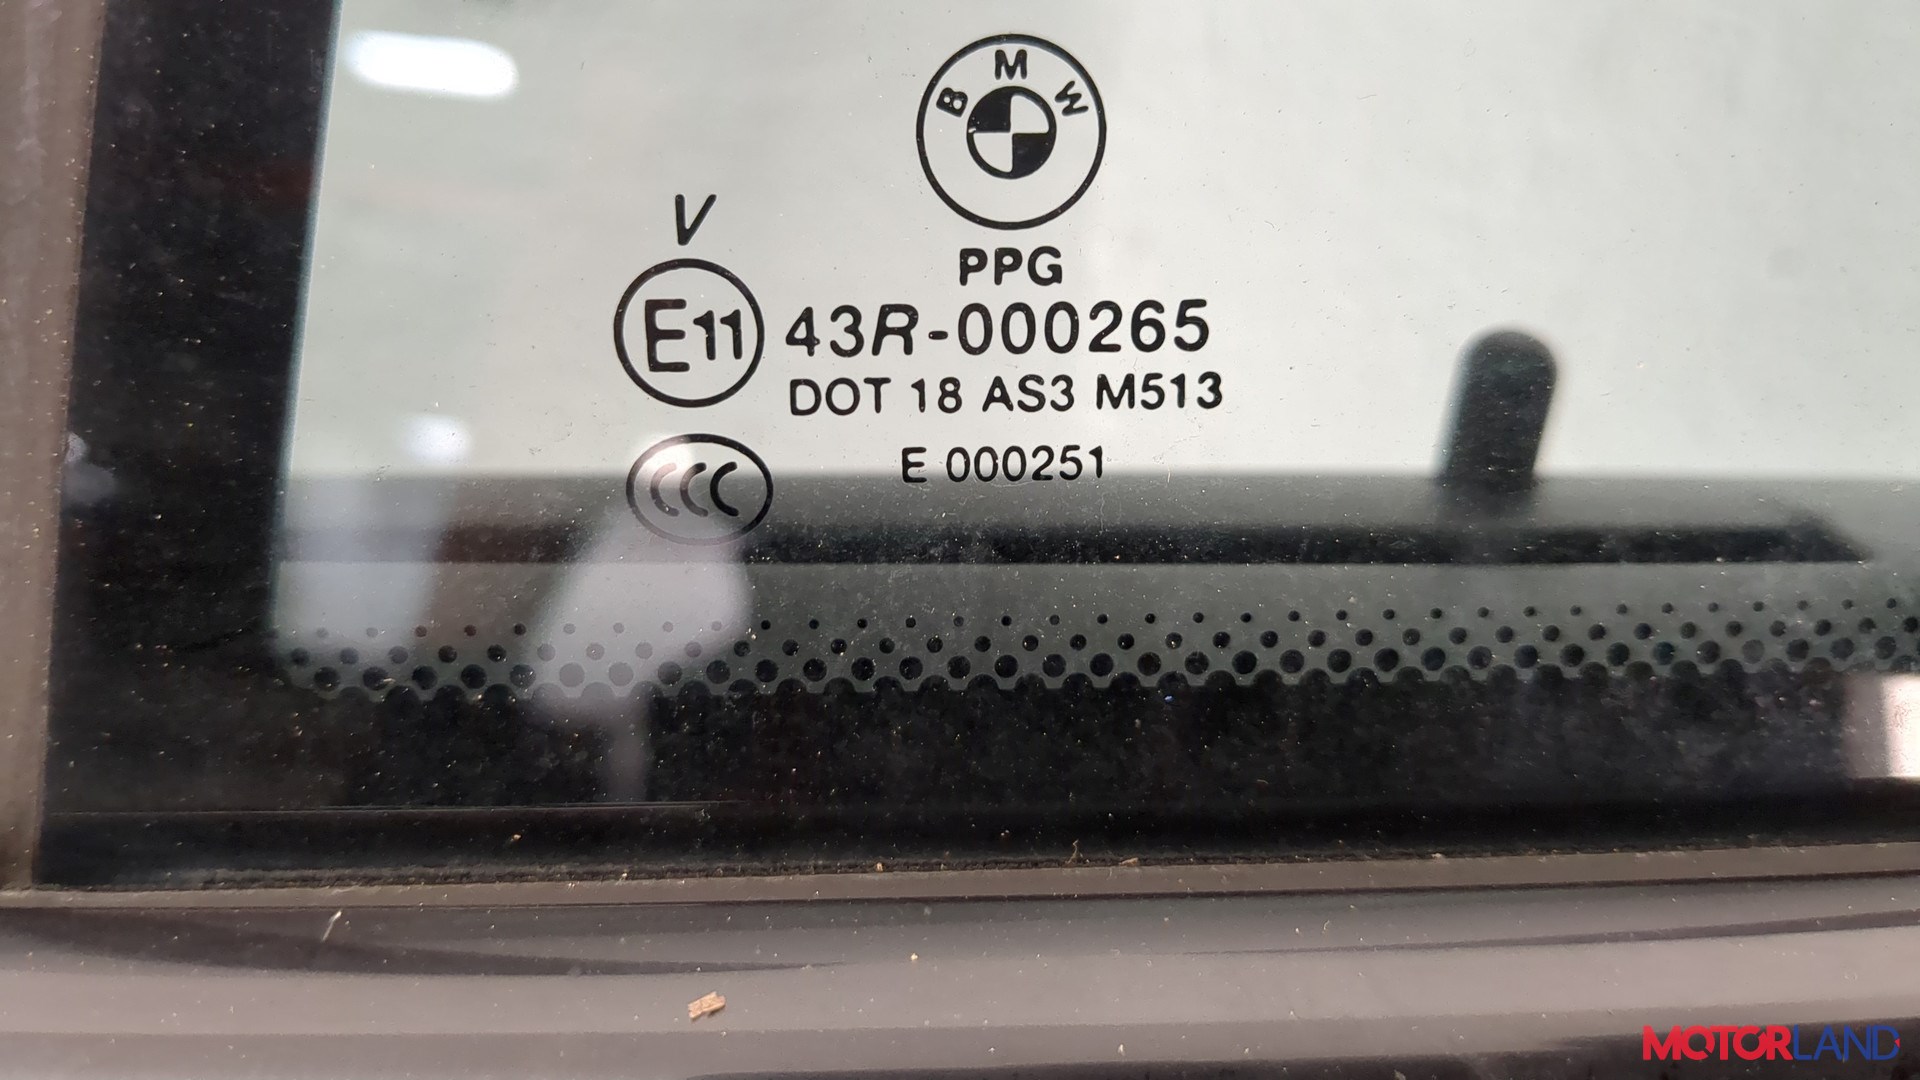 BMW
PPG
V
E11 43R-000265
DOT 18 AS3 M513
CCC E 000251
MOTORLAND